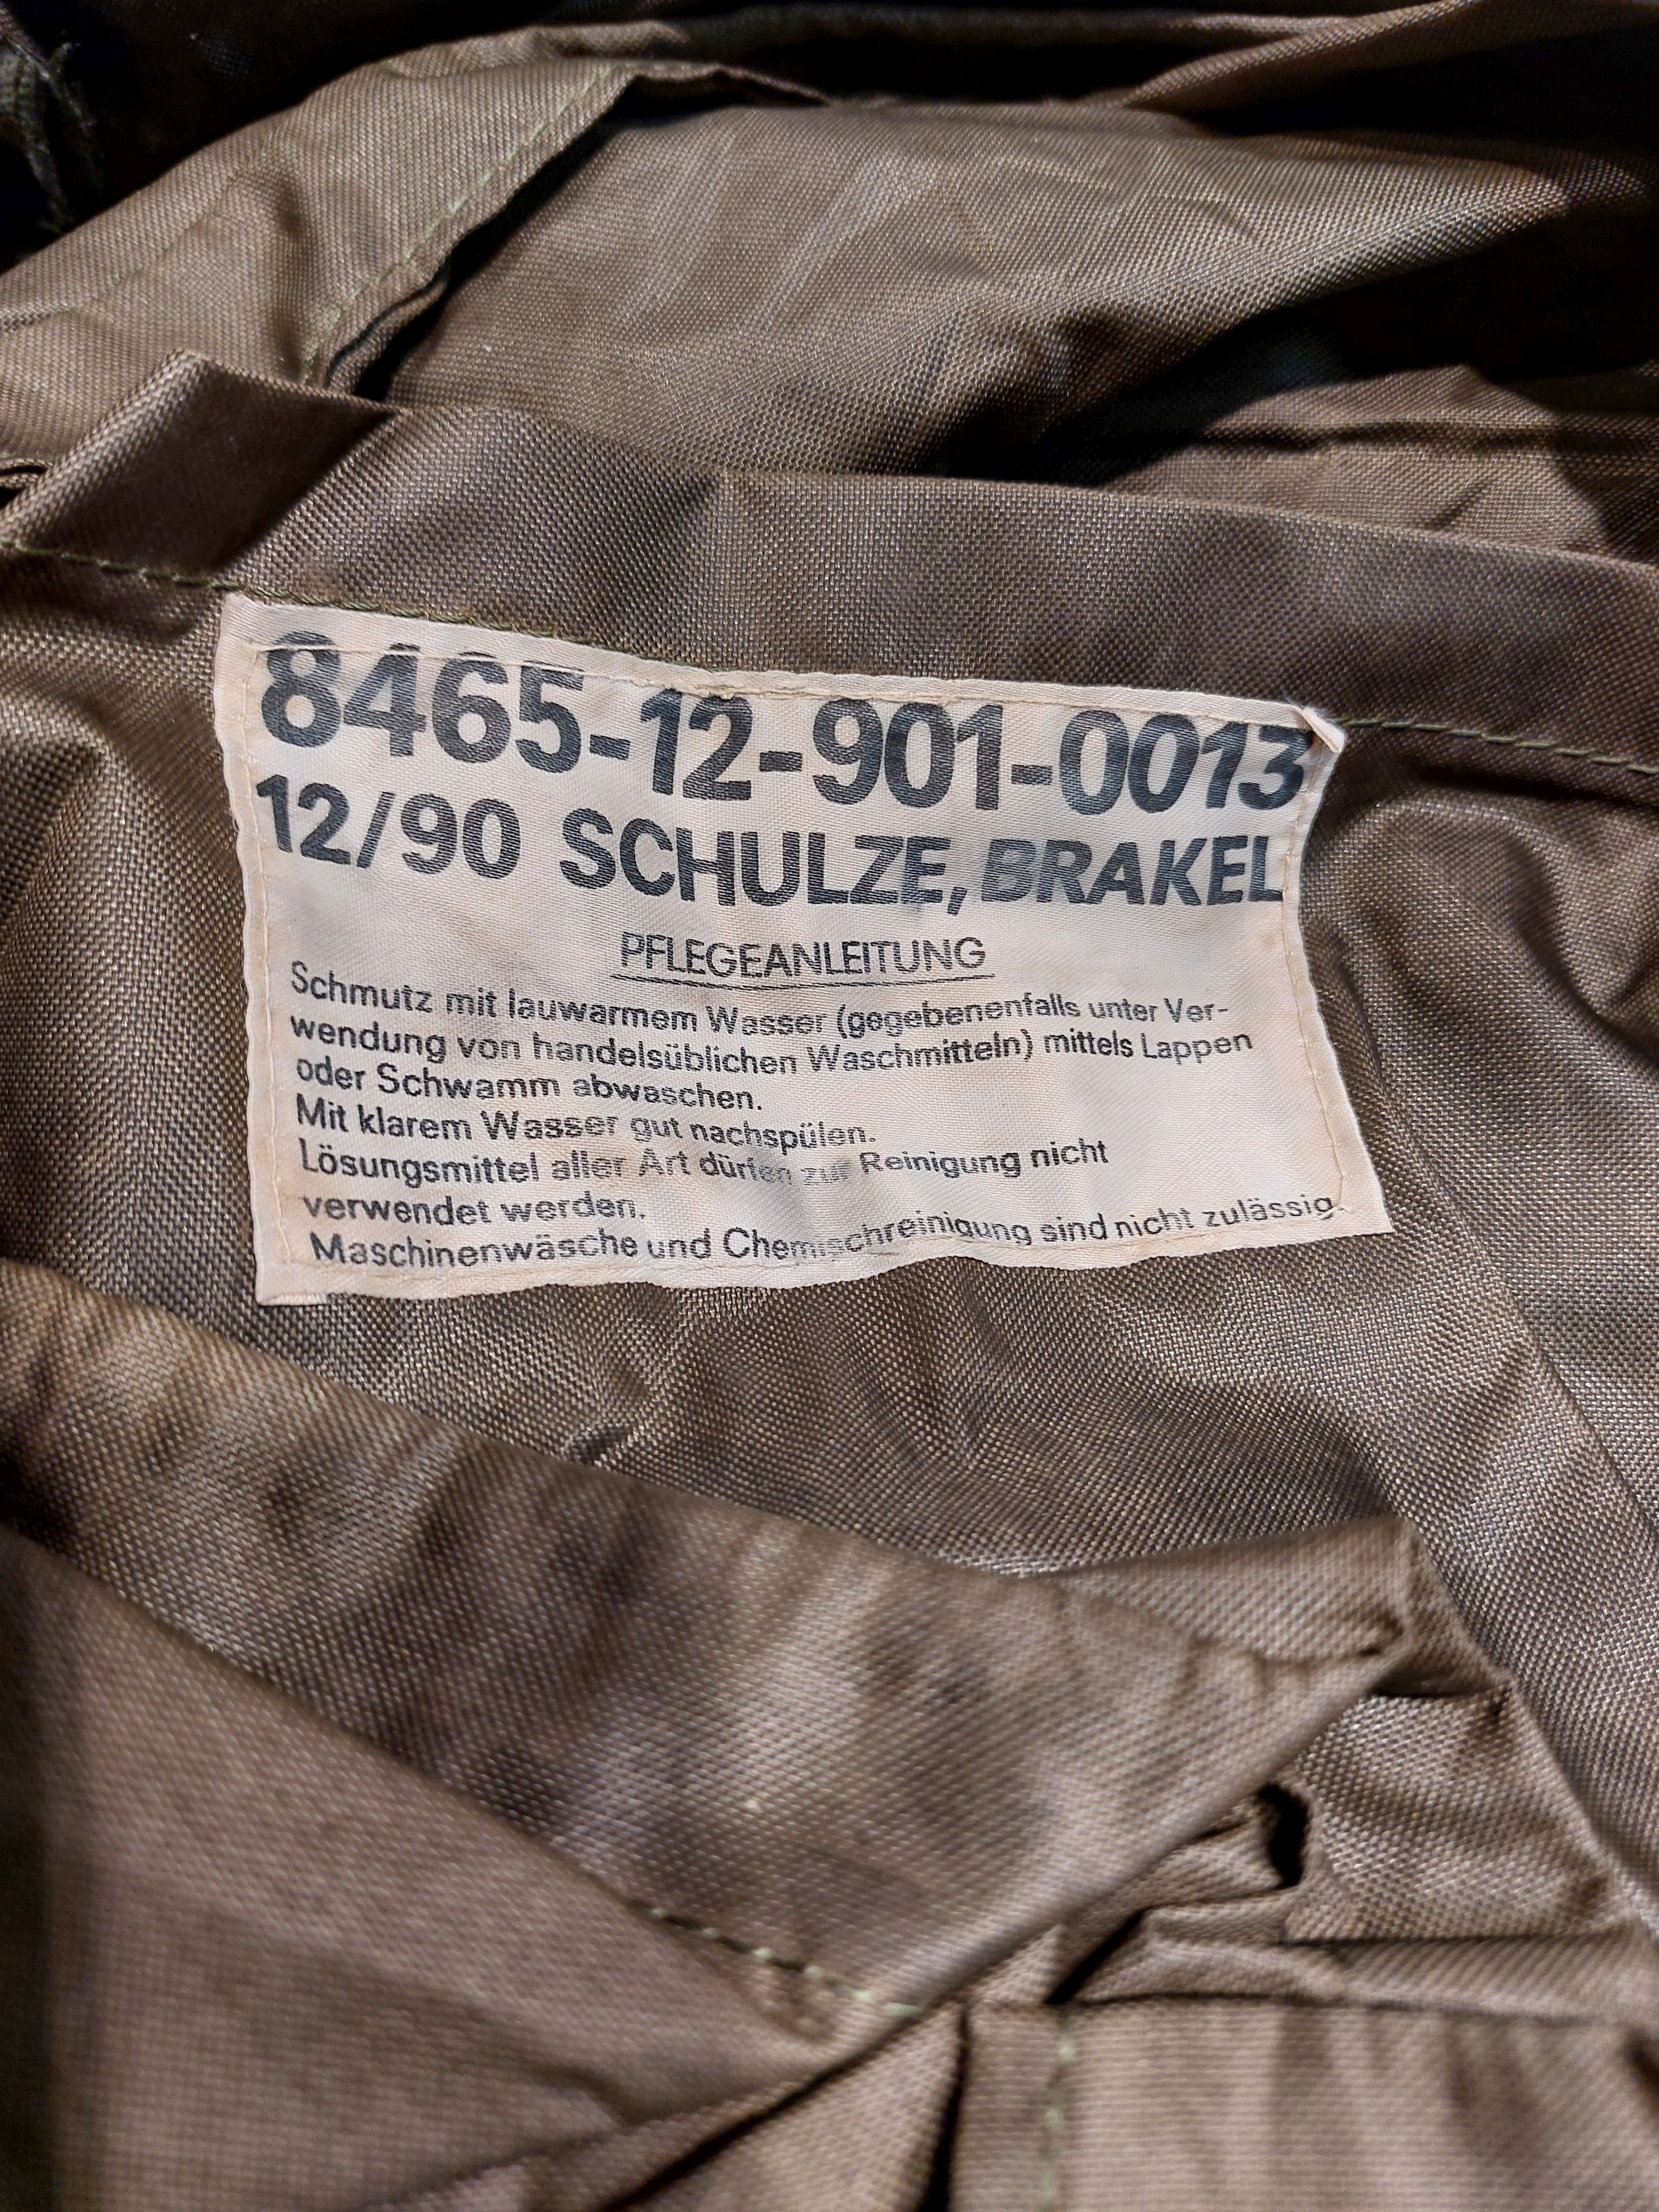 8465-12-901-0013
12/90 SCHULZE, BRAKEL
PFLEGEANLEITUNG
Schmutz mit lauwarmem Wasser (gegebenenfalls unter Ver-
wendung von handelsüblichen Waschmitteln) mittels Lappen
oder Schwamm abwaschen.
Mit klarem Wasser gut nachspülen.
Lösungsmittel aller Art dürfen zur Reinigung nicht
verwendet werden.
Maschinenwäsche und Chemischreinigung sind nicht zulässig.